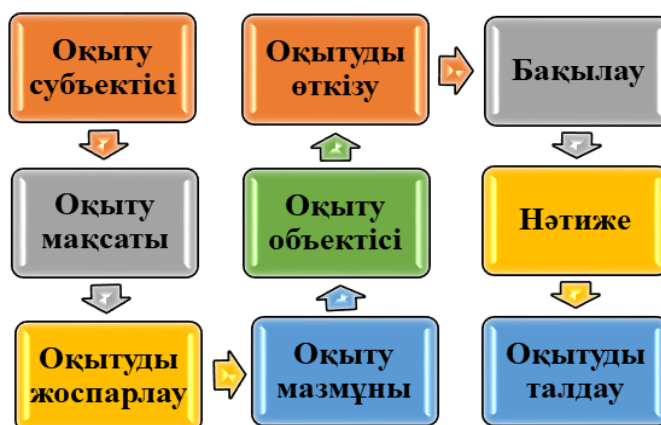 Оқыту
субъектісі
Оқыту
мақсаты
Оқытуды
жоспарлау
Оқыту
мазмұны
Оқыту
объектісі
Оқытуды
өткізу
Бақылау
Нәтиже
Оқытуды
талдау